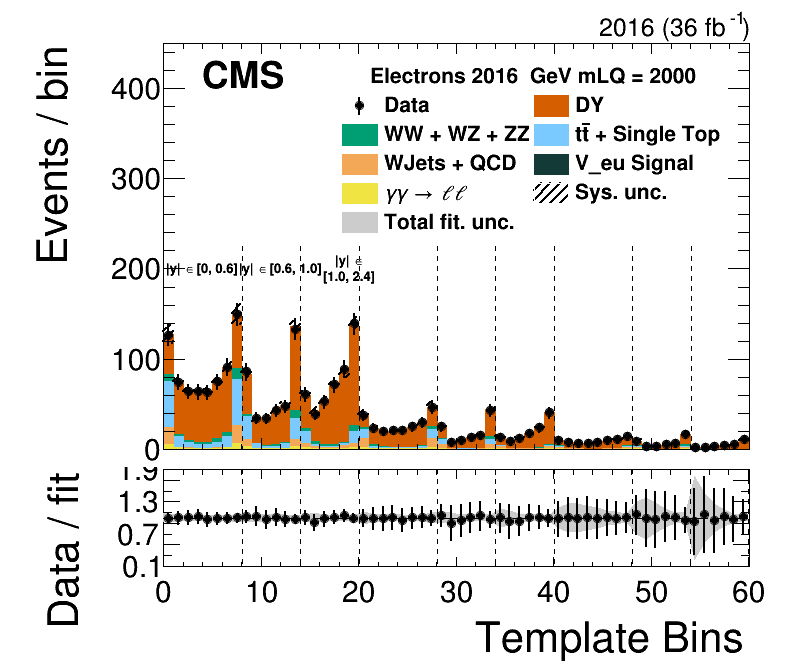 2016 (36 fb⁻¹)
CMS
Electrons 2016 GeV mLQ = 2000
Data
DY
WW + WZ + ZZ
tt̄ + Single Top
WJets + QCD
V_eu Signal
γγ → ℓℓ
Sys. unc.
Total fit. unc.
Events / bin
400
300
200
100
0
|y| ∈ [0, 0.6]
|y| ∈ [0.6, 1.0]
|y| ∈
[1.0, 2.4]
Data / fit
1.9
1.3
0.7
0.1
0 10 20 30 40 50 60
Template Bins